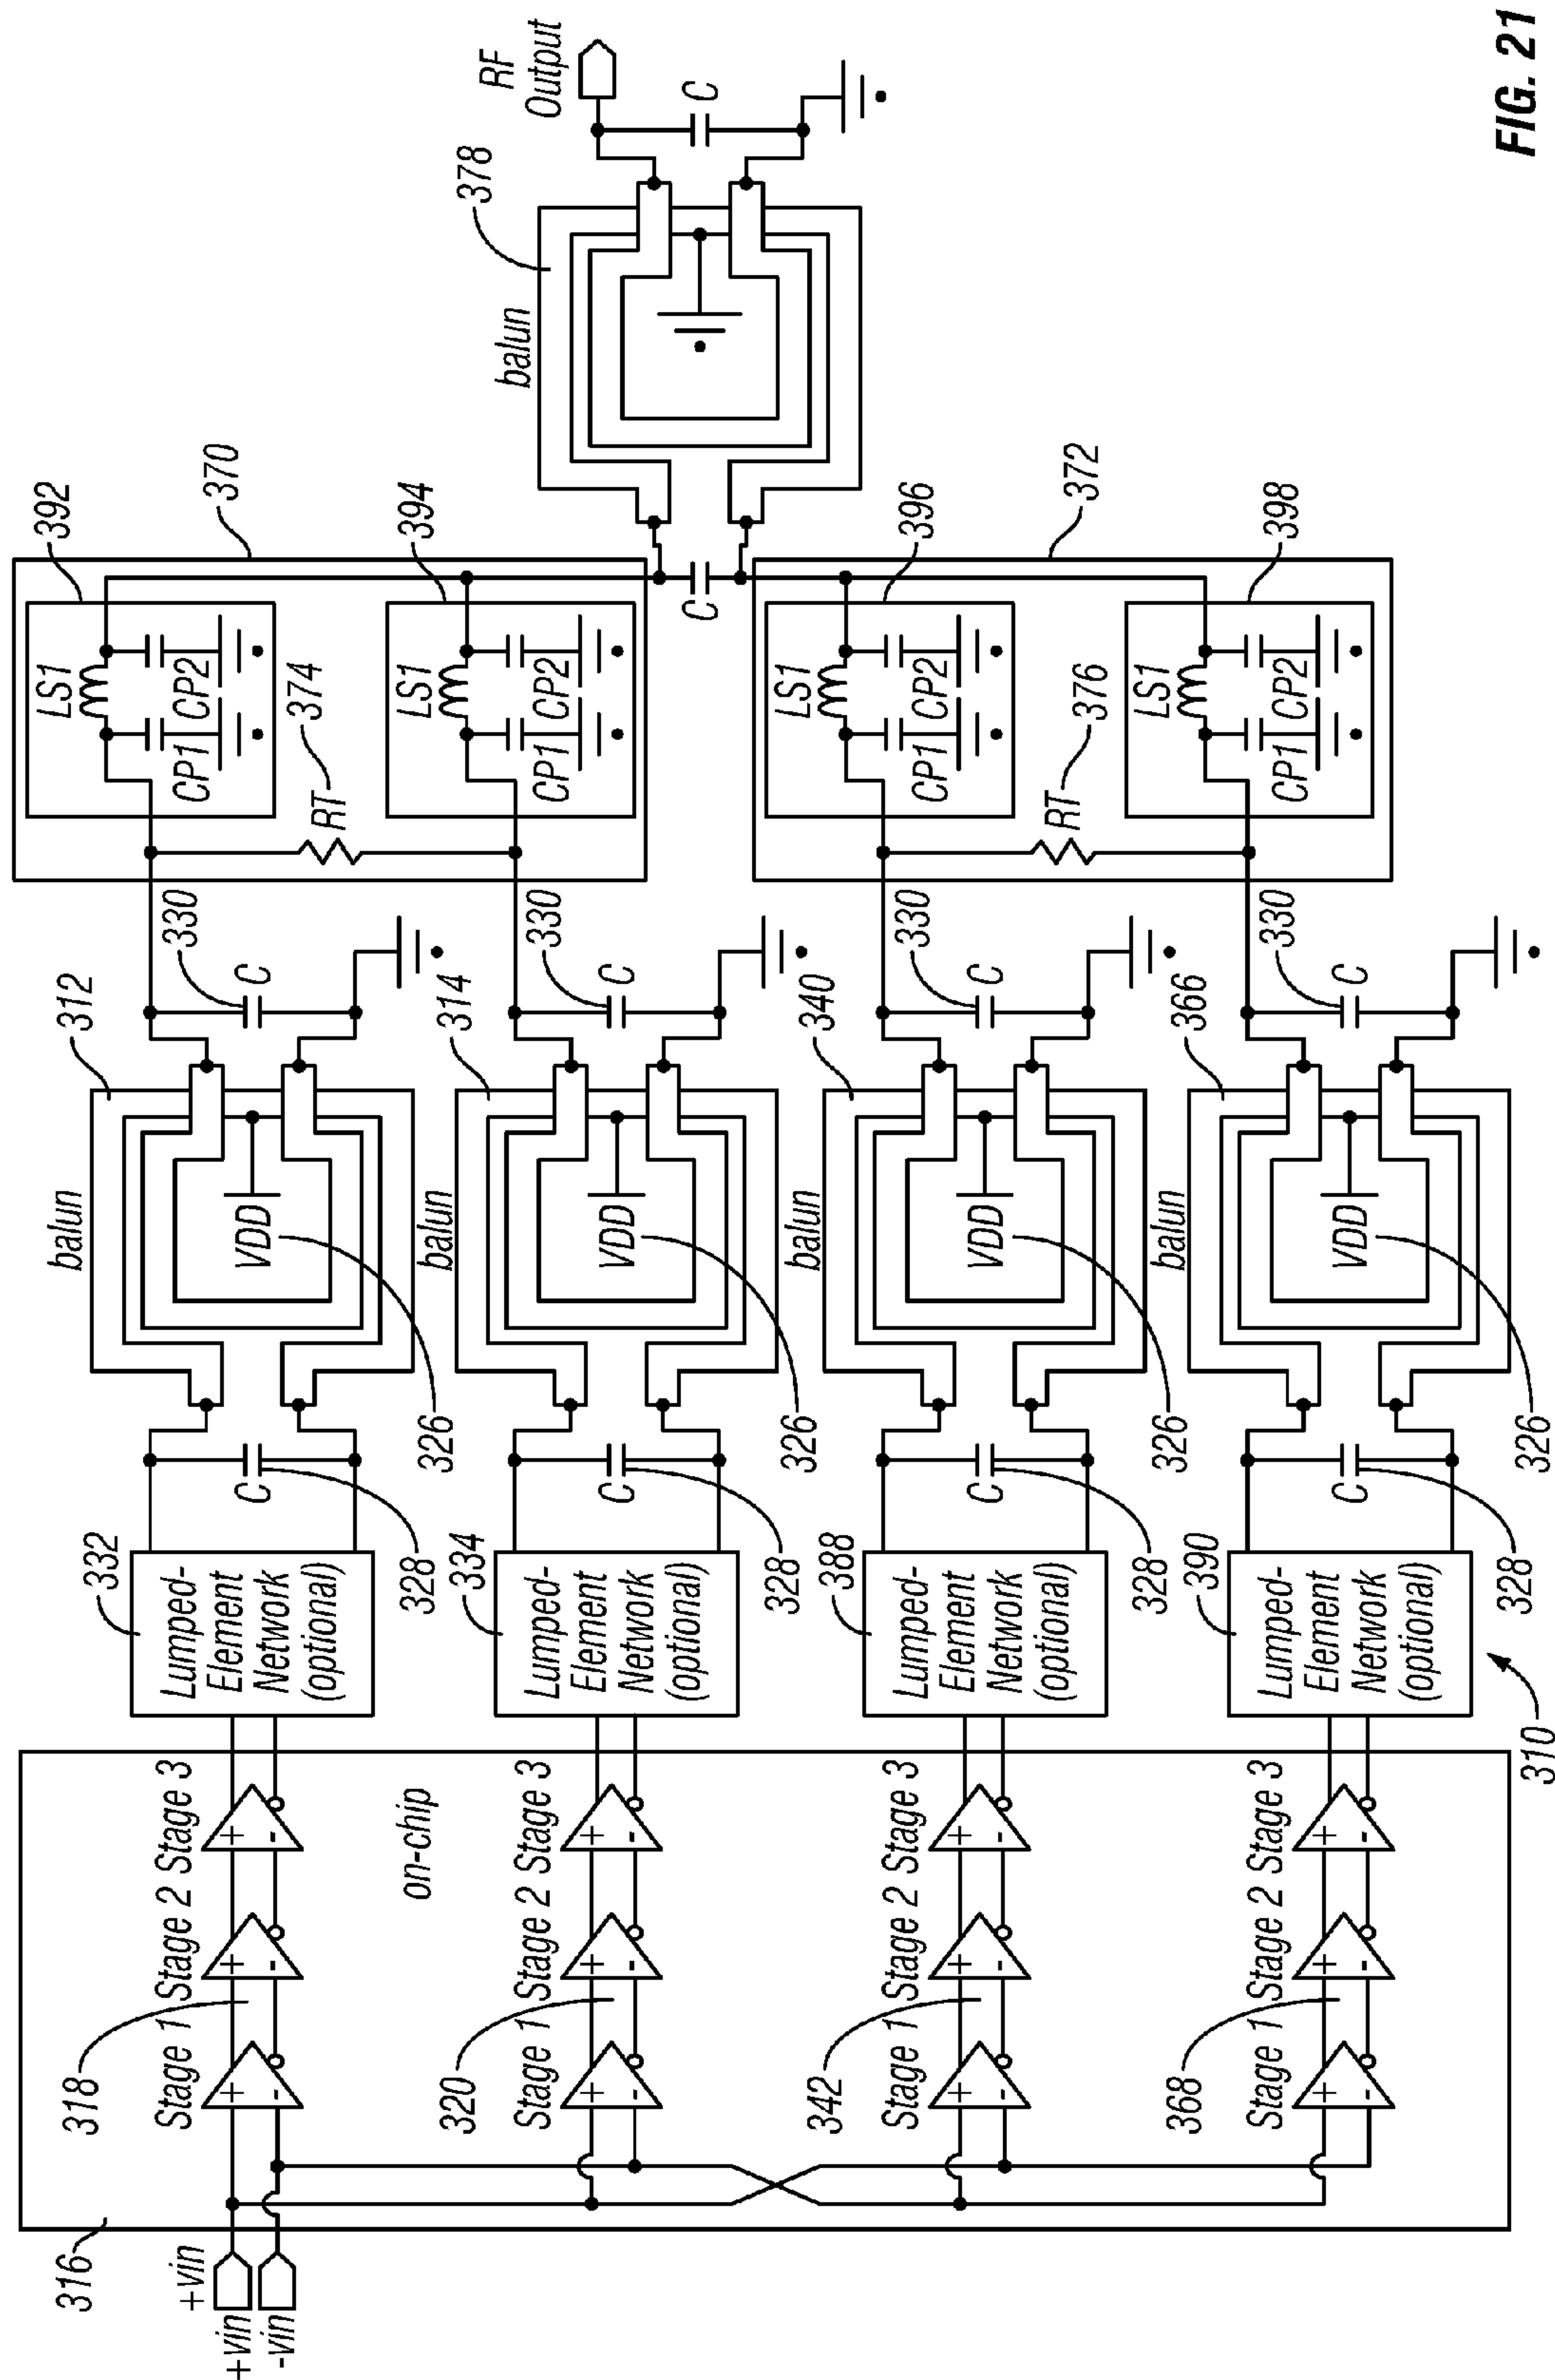 316
+vin
+vin
-vin
318
Stage 1 Stage 2 Stage 3
on-chip
320
Stage 1 Stage 2 Stage 3
342
Stage 1 Stage 2 Stage 3
368
Stage 1 Stage 2 Stage 3
310
332
Lumped-
Element
Network
(optional)
334
Lumped-
Element
Network
(optional)
388
Lumped-
Element
Network
(optional)
390
Lumped-
Element
Network
(optional)
C
328
C
328
C
328
C
328
balun
312
VDD
326
balun
314
VDD
326
balun
340
VDD
326
balun
366
VDD
326
330
C
330
C
330
C
330
C
392
LS1
CP1
CP2
374
RT
370
394
LS1
CP1
CP2
C
396
LS1
CP1
CP2
376
RT
372
398
LS1
CP1
CP2
balun
378
C
RF
Output
FIG. 21